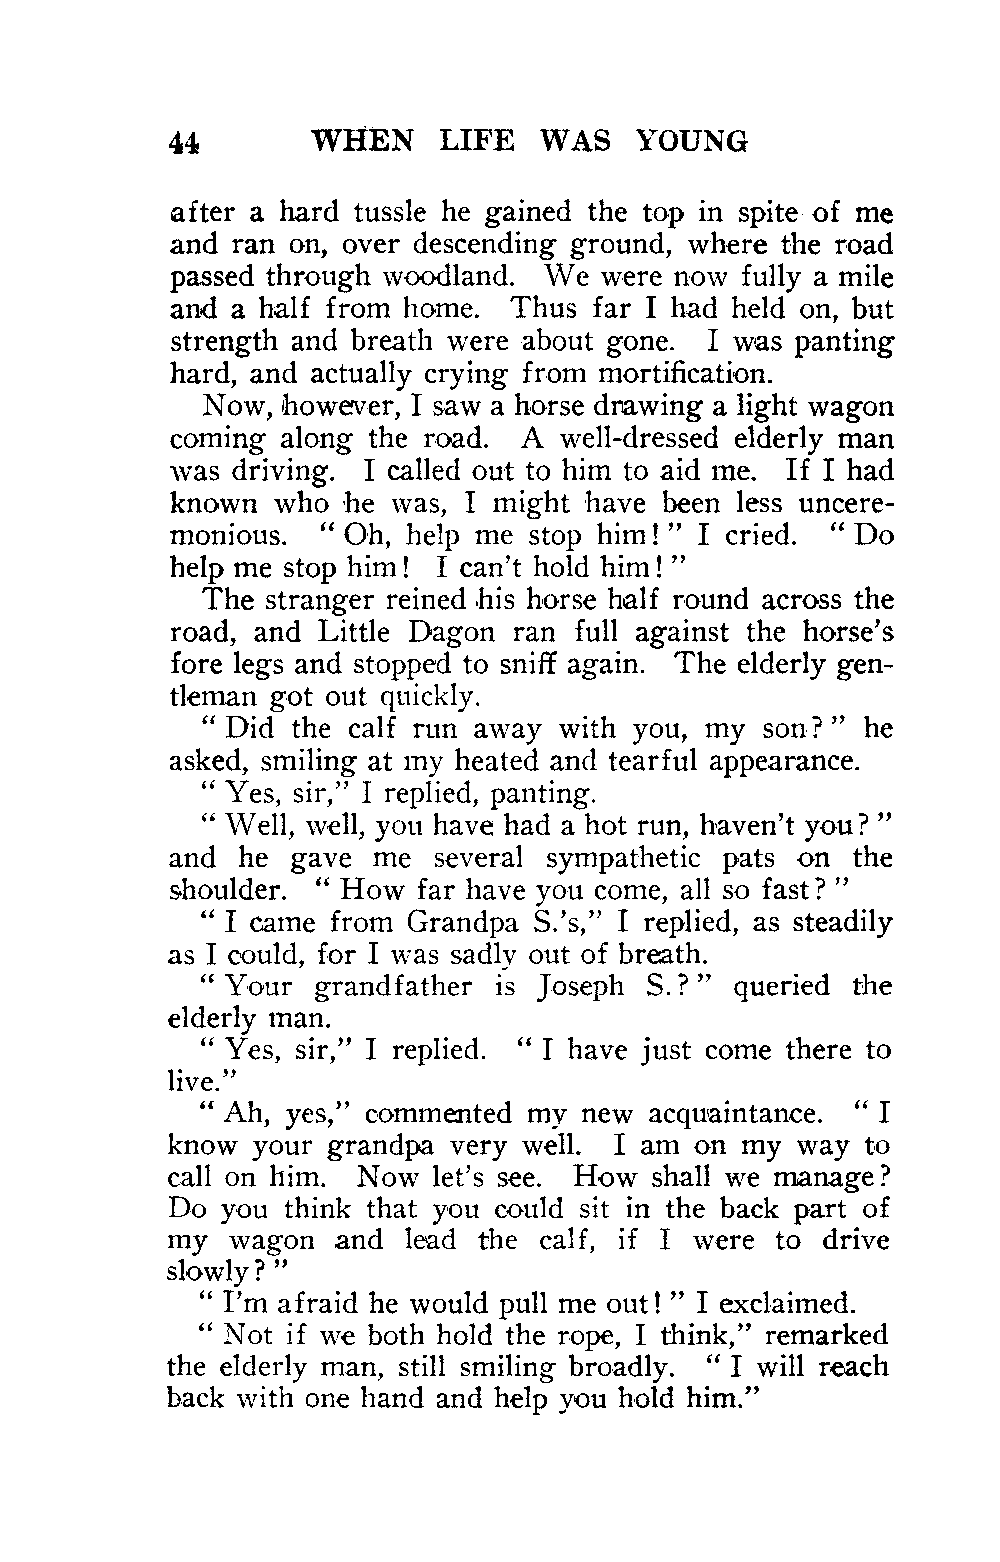 44 WHEN LIFE WAS YOUNG
after a hard tussle he gained the top in spite of me
and ran on, over descending ground, where the road
passed through woodland. We were now fully a mile
and a half from home. Thus far I had held on, but
strength and breath were about gone. I was panting
hard, and actually crying from mortification.
Now, however, I saw a horse drawing a light wagon
coming along the road. A well-dressed elderly man
was driving. I called out to him to aid me. If I had
known who he was, I might have been less uncere-
monious. “ Oh, help me stop him! ” I cried. “ Do
help me stop him! I can’t hold him! ”
The stranger reined his horse half round across the
road, and Little Dagon ran full against the horse’s
fore legs and stopped to sniff again. The elderly gen-
tleman got out quickly.
“ Did the calf run away with you, my son? ” he
asked, smiling at my heated and tearful appearance.
“ Yes, sir,” I replied, panting.
“ Well, well, you have had a hot run, haven’t you? ”
and he gave me several sympathetic pats on the
shoulder. “ How far have you come, all so fast? ”
“ I came from Grandpa S.’s,” I replied, as steadily
as I could, for I was sadly out of breath.
“ Your grandfather is Joseph S.? ” queried the
elderly man.
“ Yes, sir,” I replied. “ I have just come there to
live.”
“ Ah, yes,” commented my new acquaintance. “ I
know your grandpa very well. I am on my way to
call on him. Now let’s see. How shall we manage?
Do you think that you could sit in the back part of
my wagon and lead the calf, if I were to drive
slowly? ”
“ I’m afraid he would pull me out! ” I exclaimed.
“ Not if we both hold the rope, I think,” remarked
the elderly man, still smiling broadly. “ I will reach
back with one hand and help you hold him.”